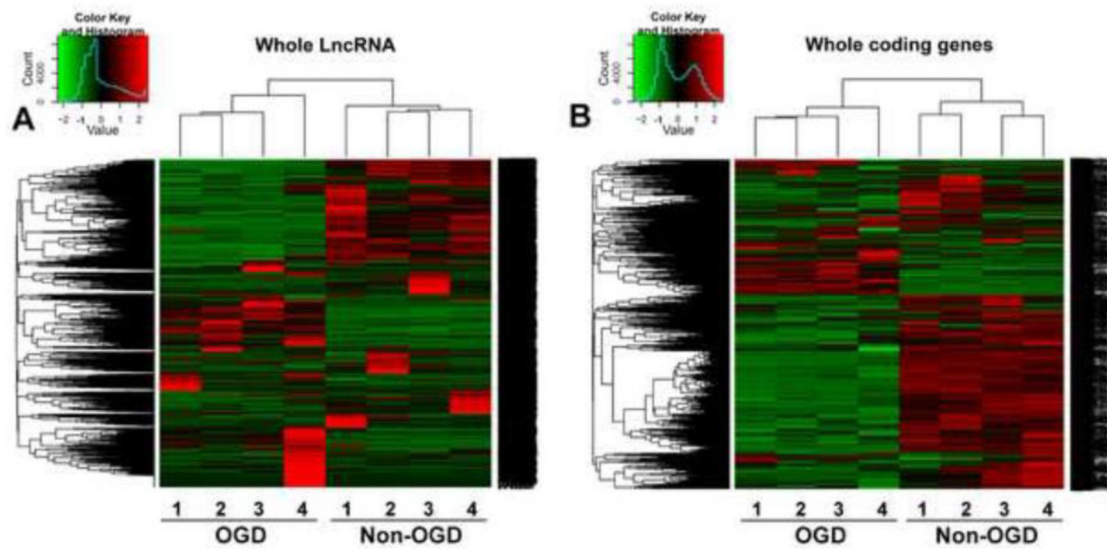 Color Key
and Histogram
Count
0 4000
-2 -1 0 1 2
Value
Whole LncRNA
A
1 2 3 4 1 2 3 4
OGD Non-OGD
Color Key
and Histogram
Count
0 4000
-2 -1 0 1 2
Value
Whole coding genes
B
1 2 3 4 1 2 3 4
OGD Non-OGD